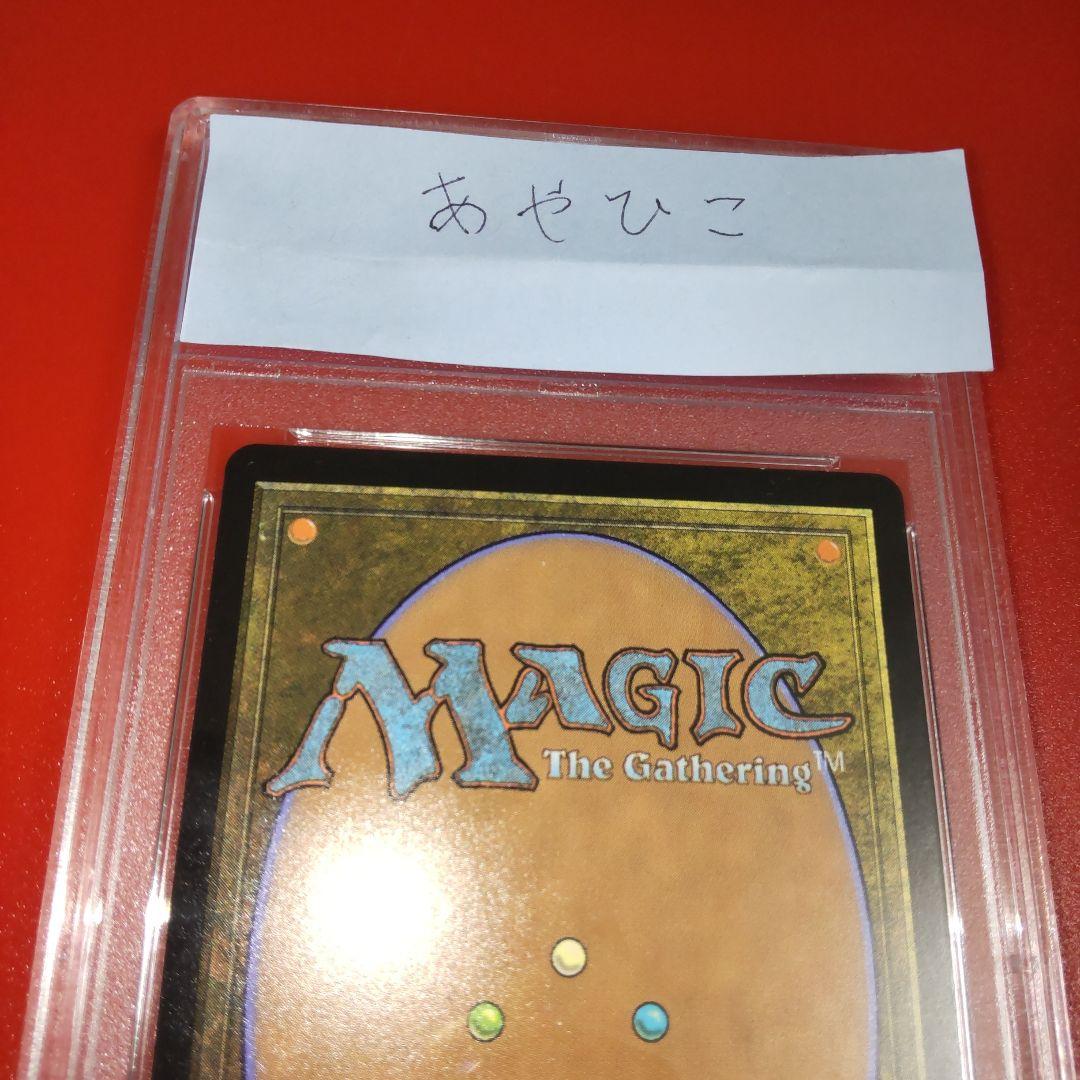 あやひこ
MAGIC
The Gathering™